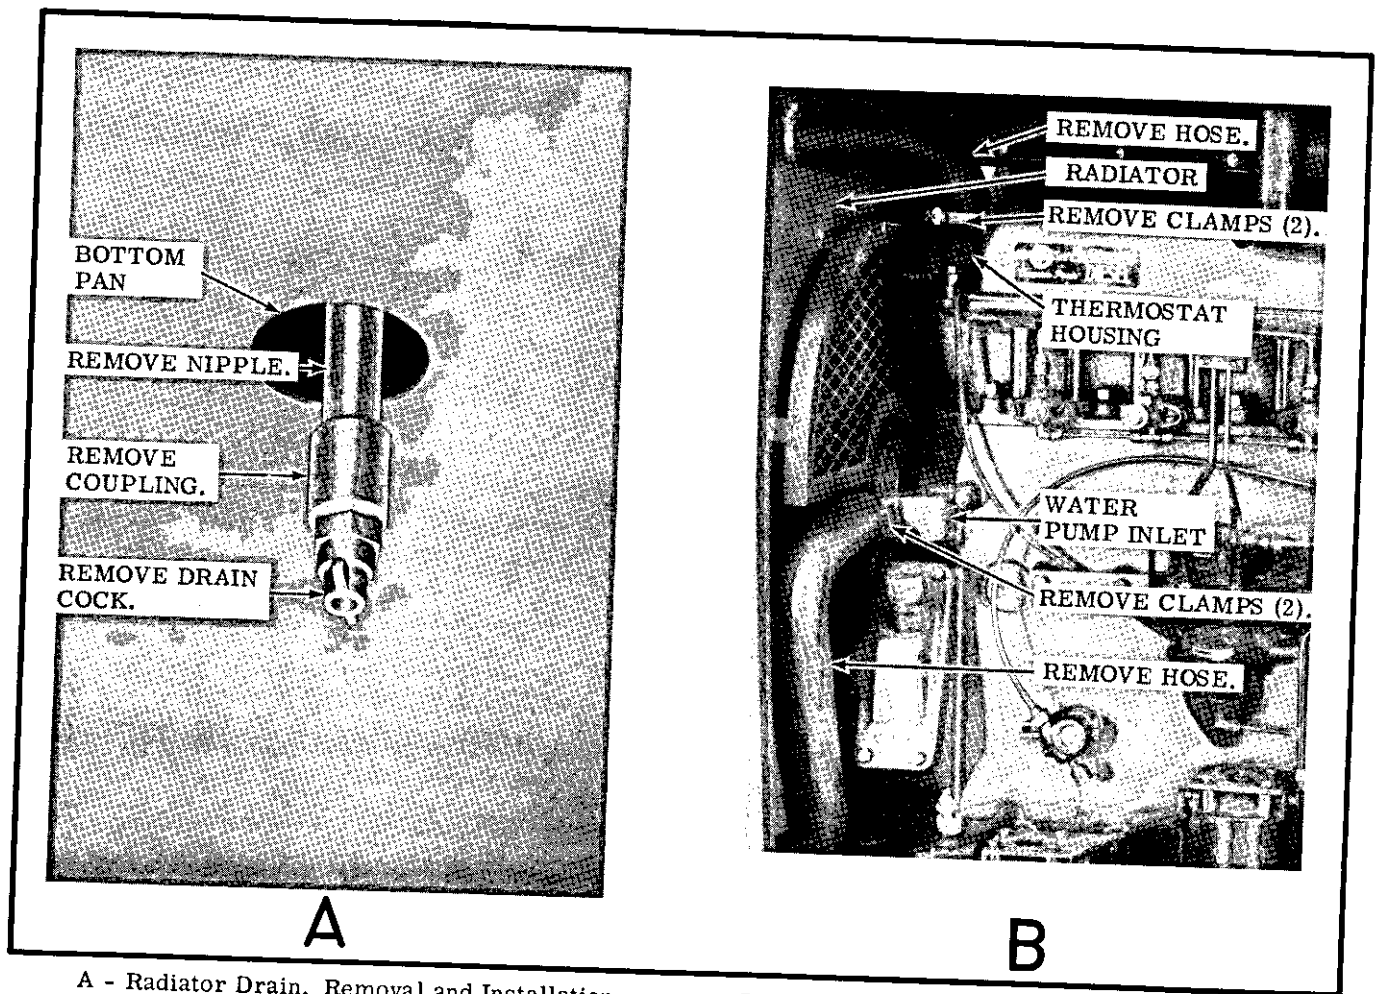 BOTTOM
PAN
REMOVE NIPPLE.
REMOVE
COUPLING.
REMOVE DRAIN
COCK.
A
REMOVE HOSE.
RADIATOR
REMOVE CLAMPS (2).
THERMOSTAT
HOUSING
WATER
PUMP INLET
REMOVE CLAMPS (2).
REMOVE HOSE.
B
A - Radiator Drain, Removal and Installation